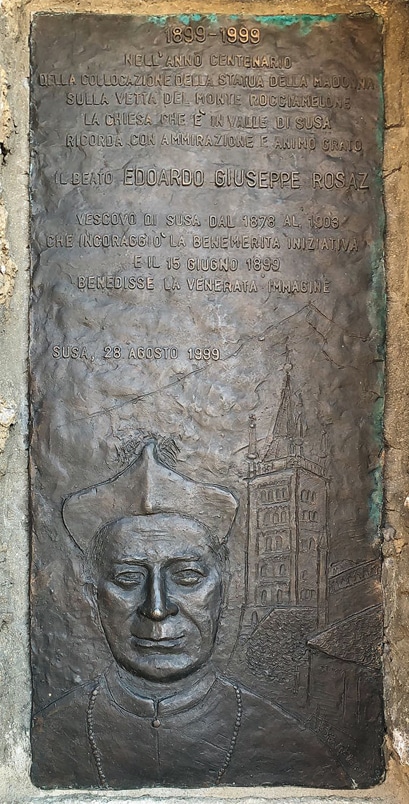 1899-1999
NELL'ANNO CENTENARIO
DELLA COLLOCAZIONE DELLA STATUA DELLA MADONNA
SULLA VETTA DEL MONTE ROCCIAMELONE
LA CHIESA CHE È IN VALLE DI SUSA
RICORDA CON AMMIRAZIONE E ANIMO GRATO
IL BEATO EDOARDO GIUSEPPE ROSAZ
VESCOVO DI SUSA DAL 1878 AL 1903
CHE INCORAGGIÒ LA BENEMERITA INIZIATIVA
E IL 15 GIUGNO 1899
BENEDISSE LA VENERATA IMMAGINE
SUSA, 28 AGOSTO 1999